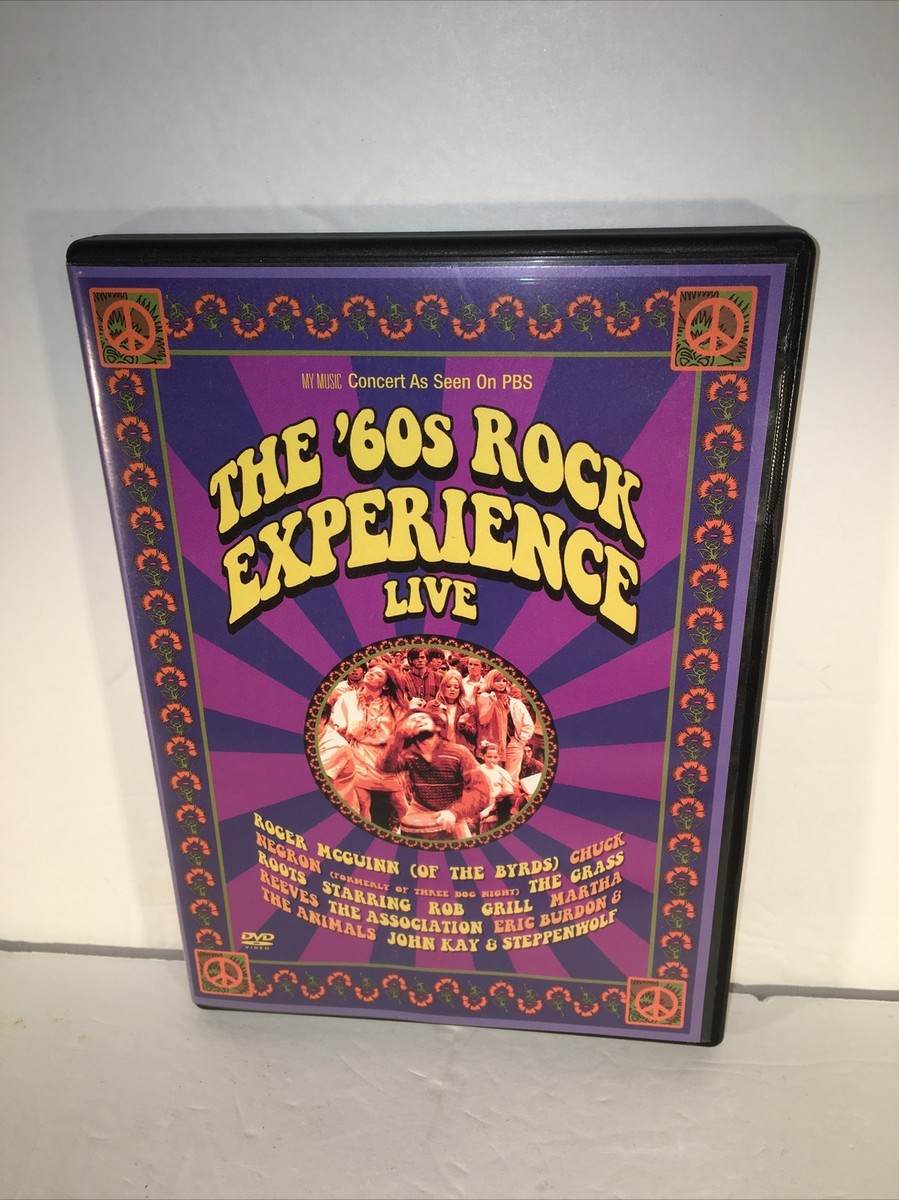 MY MUSIC Concert As Seen On PBS
THE '60s ROCK
EXPERIENCE
LIVE
ROGER MCGUINN (OF THE BYRDS) CHUCK
NEGRON (FORMERLY OF THREE DOG NIGHT) THE GRASS
ROOTS STARRING ROB GRILL MARTHA
REEVES THE ASSOCIATION ERIC BURDON &
THE ANIMALS JOHN KAY & STEPPENWOLF
DVD
VIDEO